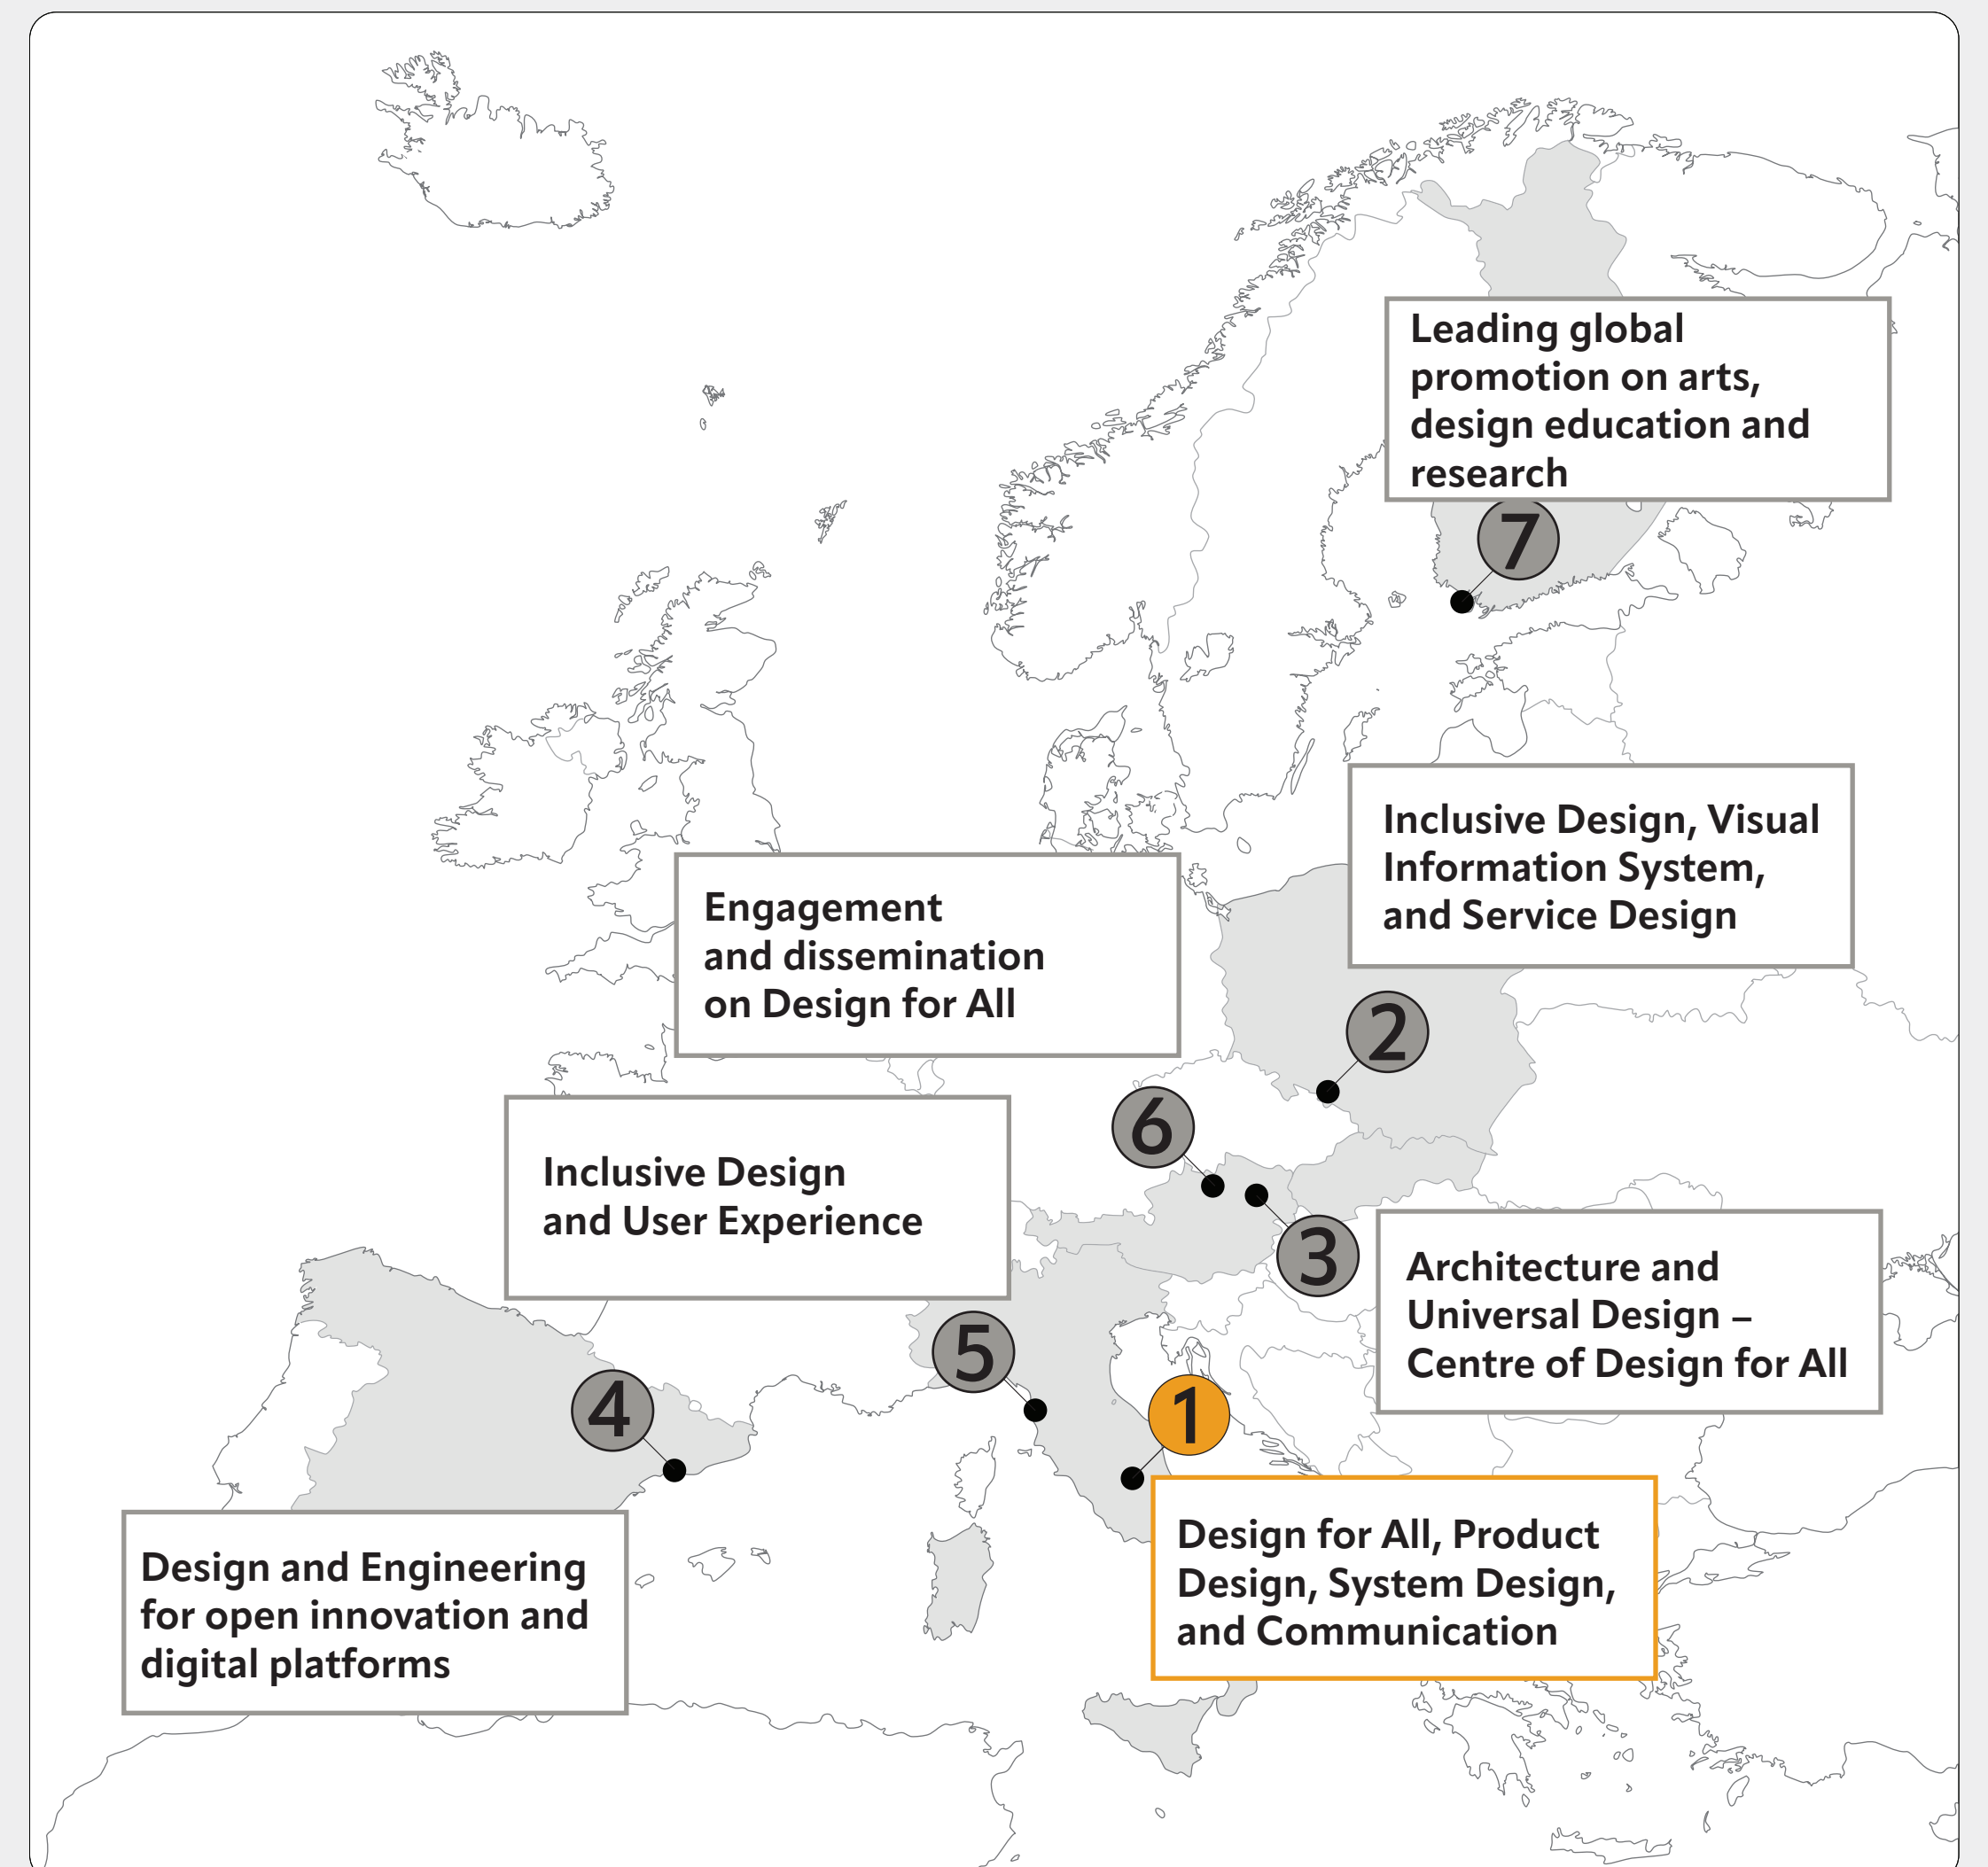 Leading global
promotion on arts,
design education and
research
7
Inclusive Design, Visual
Information System,
and Service Design
2
Engagement
and dissemination
on Design for All
6
Inclusive Design
and User Experience
5
3
Architecture and
Universal Design –
Centre of Design for All
4
1
Design and Engineering
for open innovation and
digital platforms
Design for All, Product
Design, System Design,
and Communication